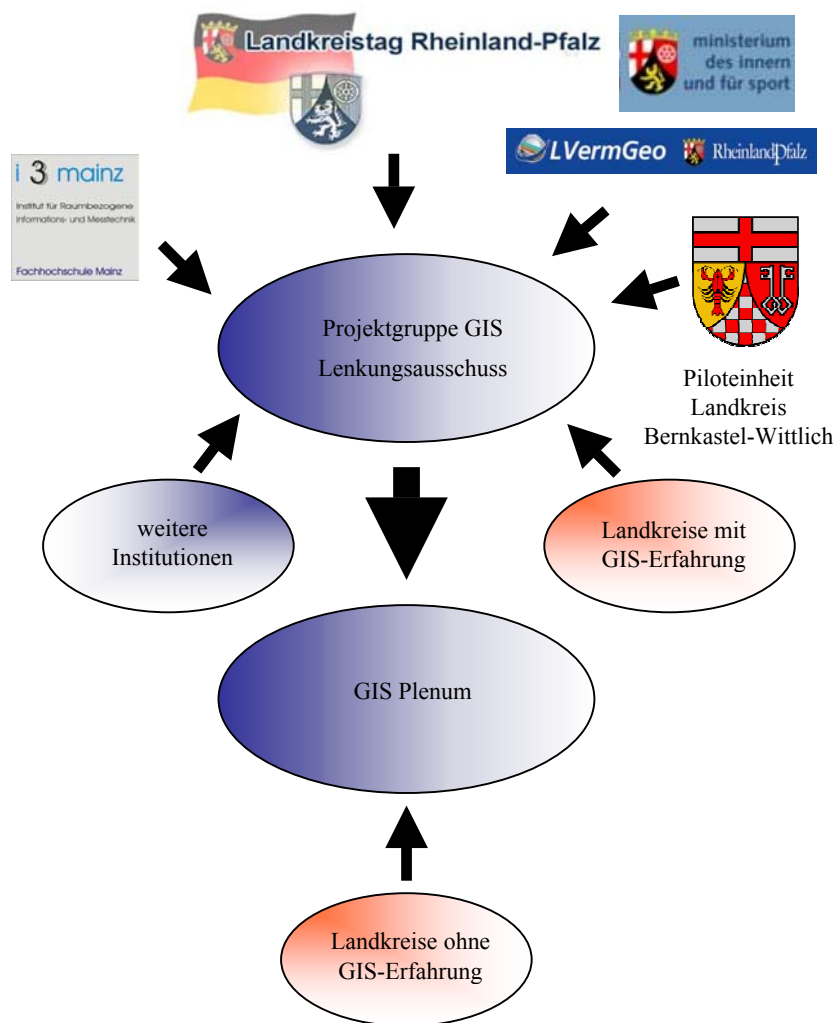 Landkreistag Rheinland-Pfalz
ministerium
des innern
und für sport
LVermGeo RheinlandPfalz
i 3 mainz
Institut für Raumbezogene
Informations- und Messtechnik
Fachhochschule Mainz
Projektgruppe GIS
Lenkungsausschuss
Piloteinheit
Landkreis
Bernkastel-Wittlich
weitere
Institutionen
Landkreise mit
GIS-Erfahrung
GIS Plenum
Landkreise ohne
GIS-Erfahrung